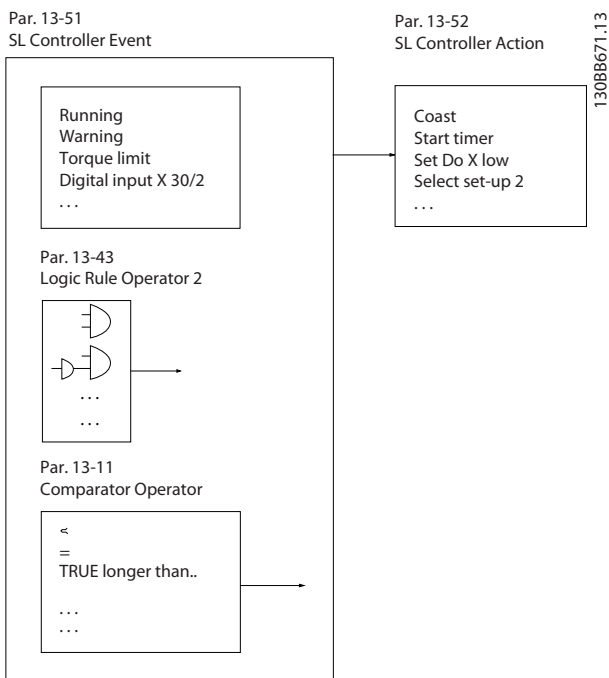 Par. 13-51
SL Controller Event
Par. 13-52
SL Controller Action
130BB671.13
Running
Warning
Torque limit
Digital input X 30/2
. . .
Coast
Start timer
Set Do X low
Select set-up 2
. . .
Par. 13-43
Logic Rule Operator 2
. . .
. . .
Par. 13-11
Comparator Operator
<
=
TRUE longer than..
. . .
. . .